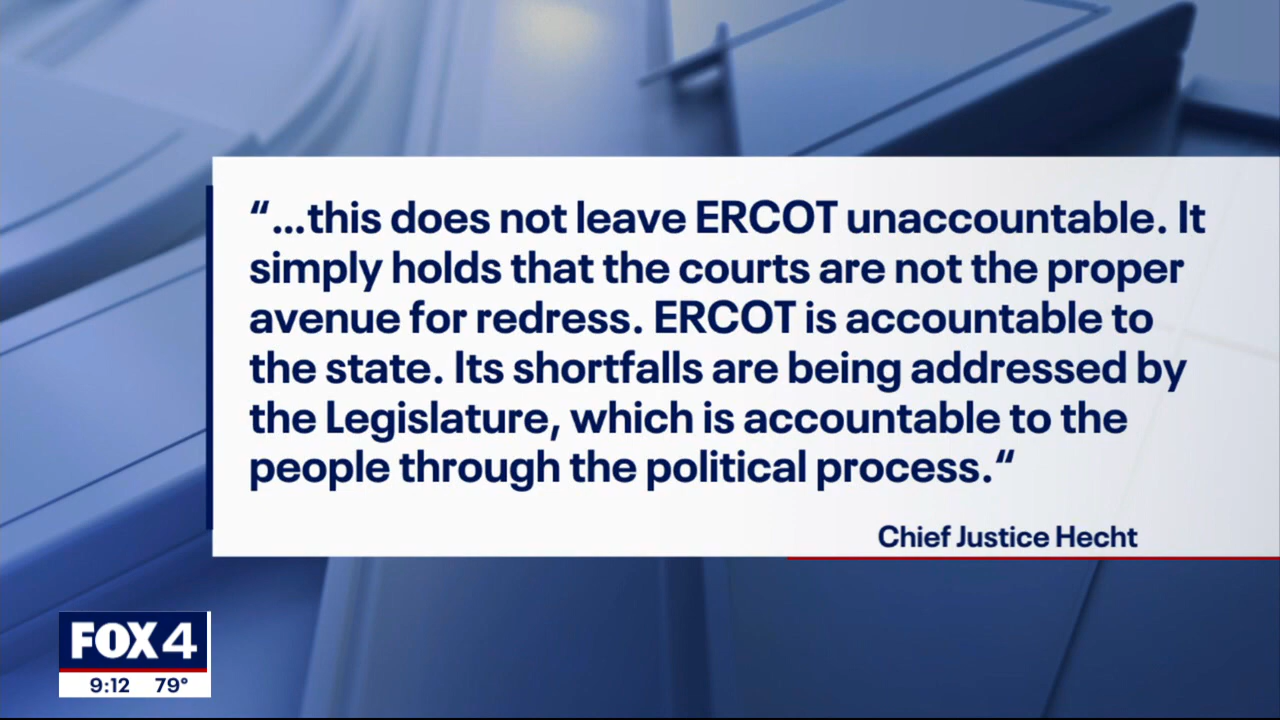 “...this does not leave ERCOT unaccountable. It
simply holds that the courts are not the proper
avenue for redress. ERCOT is accountable to
the state. Its shortfalls are being addressed by
the Legislature, which is accountable to the
people through the political process.“
Chief Justice Hecht
FOX 4
9:12 79°